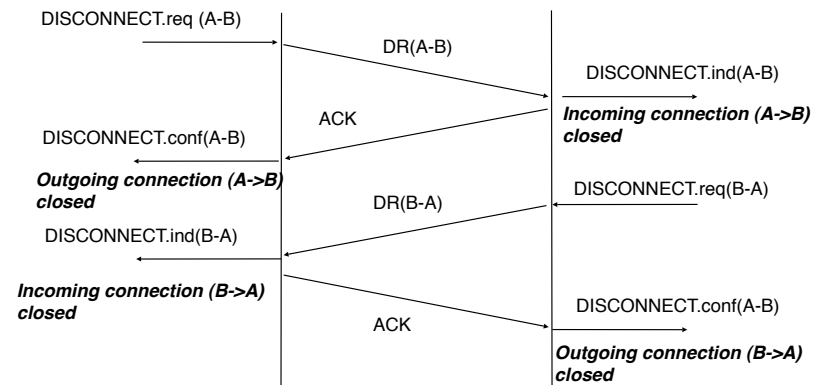 DISCONNECT.req (A-B)
DR(A-B)
DISCONNECT.ind(A-B)
Incoming connection (A->B)
closed
ACK
DISCONNECT.conf(A-B)
Outgoing connection (A->B)
closed
DISCONNECT.req(B-A)
DR(B-A)
DISCONNECT.ind(B-A)
Incoming connection (B->A)
closed
ACK
DISCONNECT.conf(A-B)
Outgoing connection (B->A)
closed